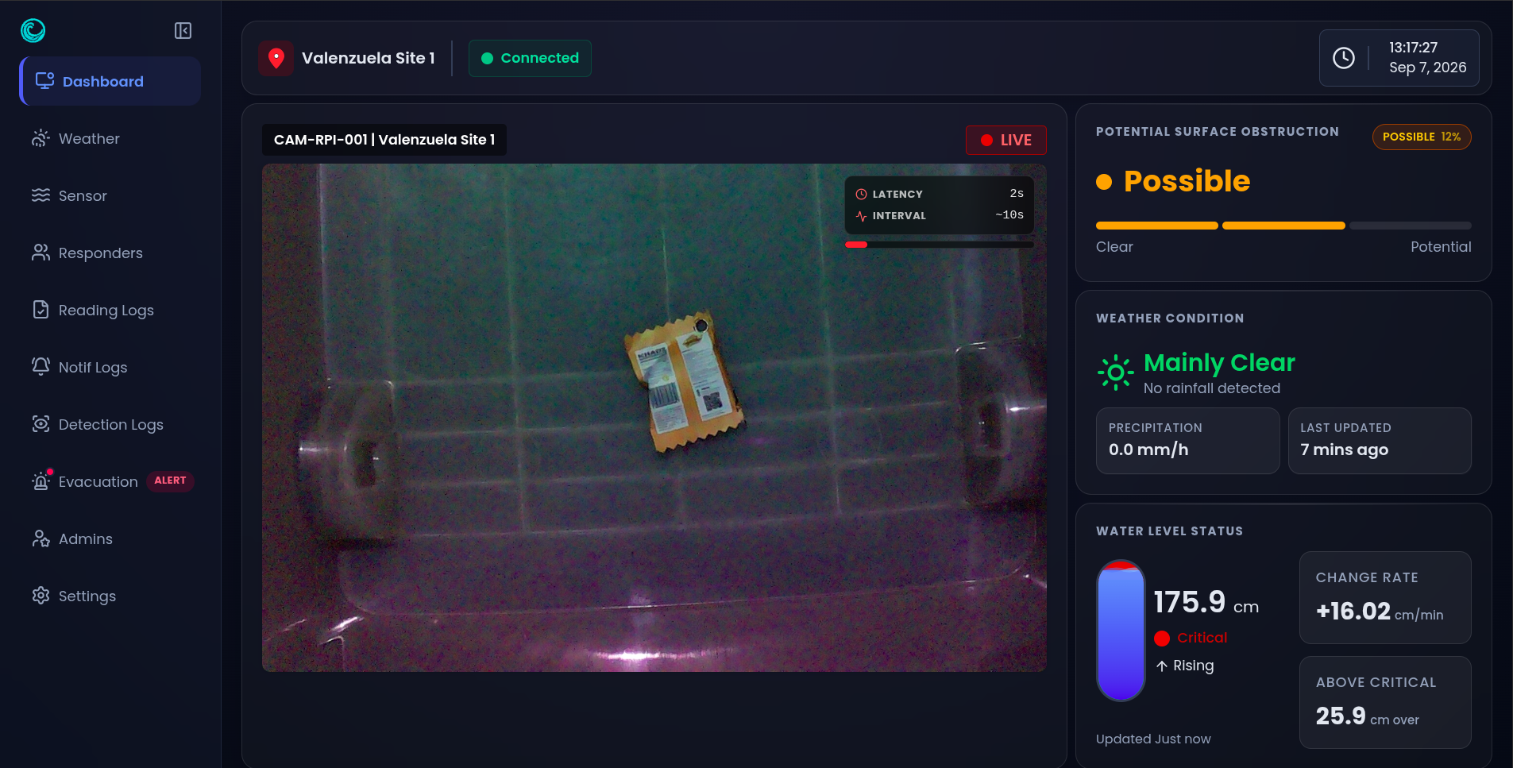 Valenzuela Site 1
Connected
13:17:27
Sep 7, 2026
Dashboard
Weather
Sensor
Responders
Reading Logs
Notif Logs
Detection Logs
Evacuation ALERT
Admins
Settings
CAM-RPI-001 | Valenzuela Site 1
LIVE
LATENCY 2s
INTERVAL ~10s
POTENTIAL SURFACE OBSTRUCTION
POSSIBLE 12%
Possible
Clear Potential
WEATHER CONDITION
Mainly Clear
No rainfall detected
PRECIPITATION
0.0 mm/h
LAST UPDATED
7 mins ago
WATER LEVEL STATUS
175.9 cm
Critical
↑ Rising
Updated Just now
CHANGE RATE
+16.02 cm/min
ABOVE CRITICAL
25.9 cm over